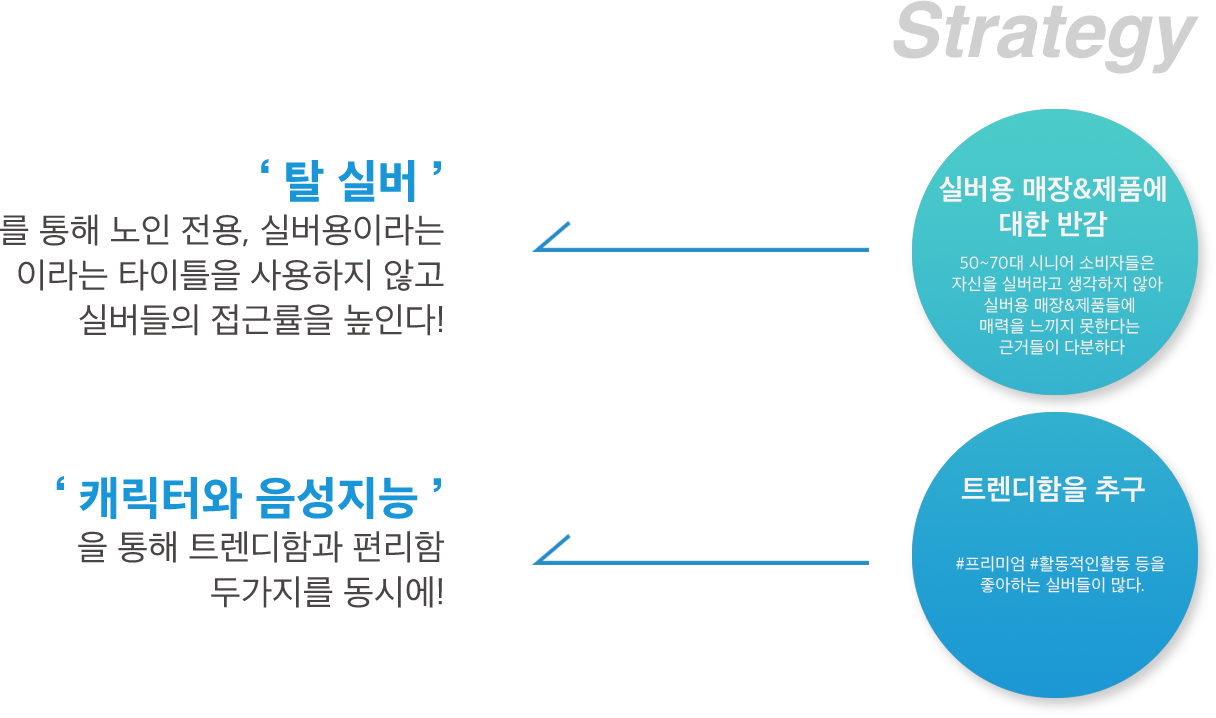 Strategy
‘ 탈 실버 ’
를 통해 노인 전용, 실버용이라는
이라는 타이틀을 사용하지 않고
실버들의 접근률을 높인다!
실버용 매장&제품에
대한 반감
50~70대 시니어 소비자들은
자신을 실버라고 생각하지 않아
실버용 매장&제품들에
매력을 느끼지 못한다는
근거들이 다분하다
‘ 캐릭터와 음성지능 ’
을 통해 트렌디함과 편리함
두가지를 동시에!
트렌디함을 추구
#프리미엄 #활동적인활동 등을
좋아하는 실버들이 많다.